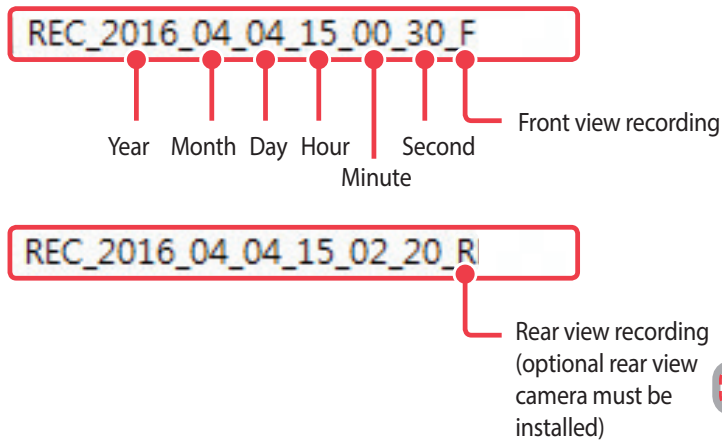 REC_2016_04_04_15_00_30_F
Front view recording
Year Month Day Hour Second
Minute
REC_2016_04_04_15_02_20_R
Rear view recording
(optional rear view
camera must be
installed)